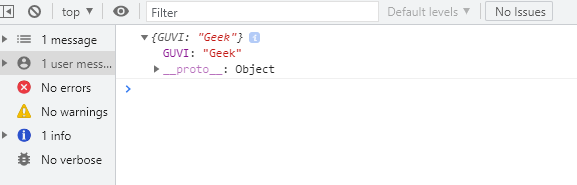 top ▼ Filter Default levels ▼ No Issues
1 message
1 user mess...
No errors
No warnings
1 info
No verbose
{GUVI: "Geek"} i
GUVI: "Geek"
__proto__: Object